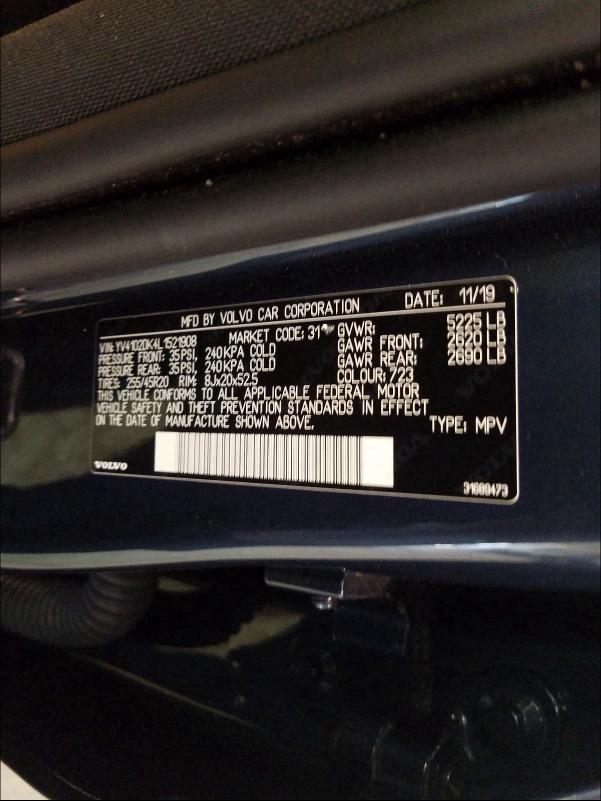 MFD BY VOLVO CAR CORPORATION DATE: 11/19
VIN: YV4102DK4L1521908 MARKET CODE: 31 GVWR: 5225 LB
PRESSURE FRONT: 35 PSI, 240 KPA COLD GAWR FRONT: 2620 LB
PRESSURE REAR: 35 PSI, 240 KPA COLD GAWR REAR: 2690 LB
TIRES: 255/45R20 RIM: 8Jx20x52.5 COLOUR: 723
THIS VEHICLE CONFORMS TO ALL APPLICABLE FEDERAL MOTOR
VEHICLE SAFETY AND THEFT PREVENTION STANDARDS IN EFFECT
ON THE DATE OF MANUFACTURE SHOWN ABOVE. TYPE: MPV
VOLVO
31689473